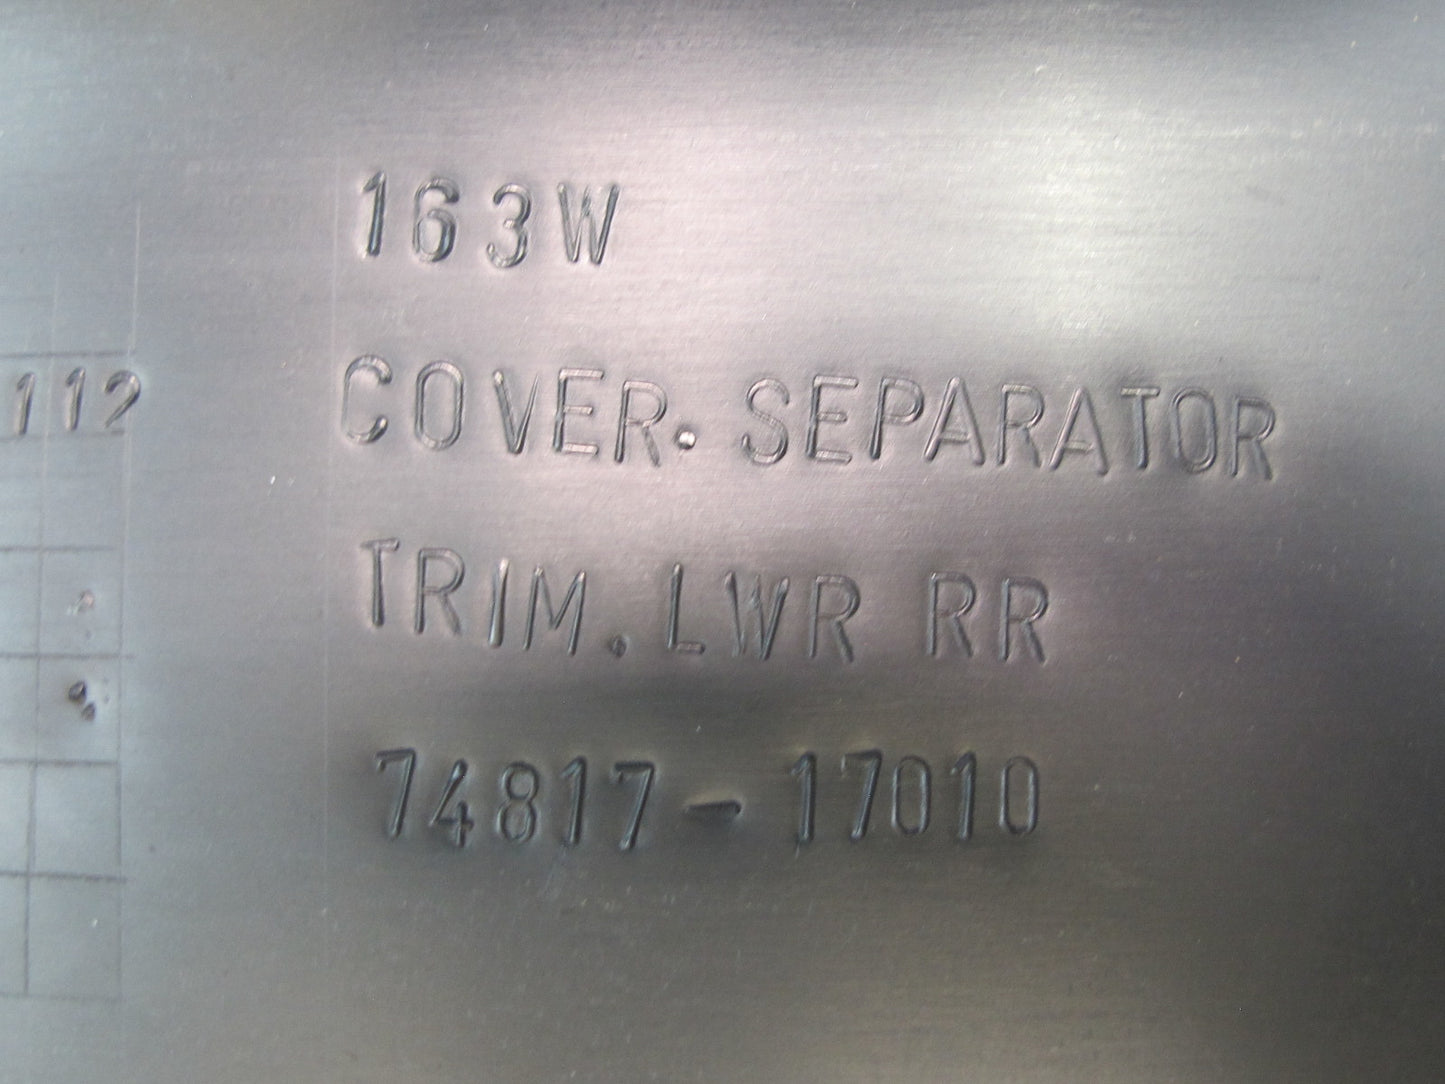 163W
112
COVER. SEPARATOR
TRIM. LWR RR
74817-17010